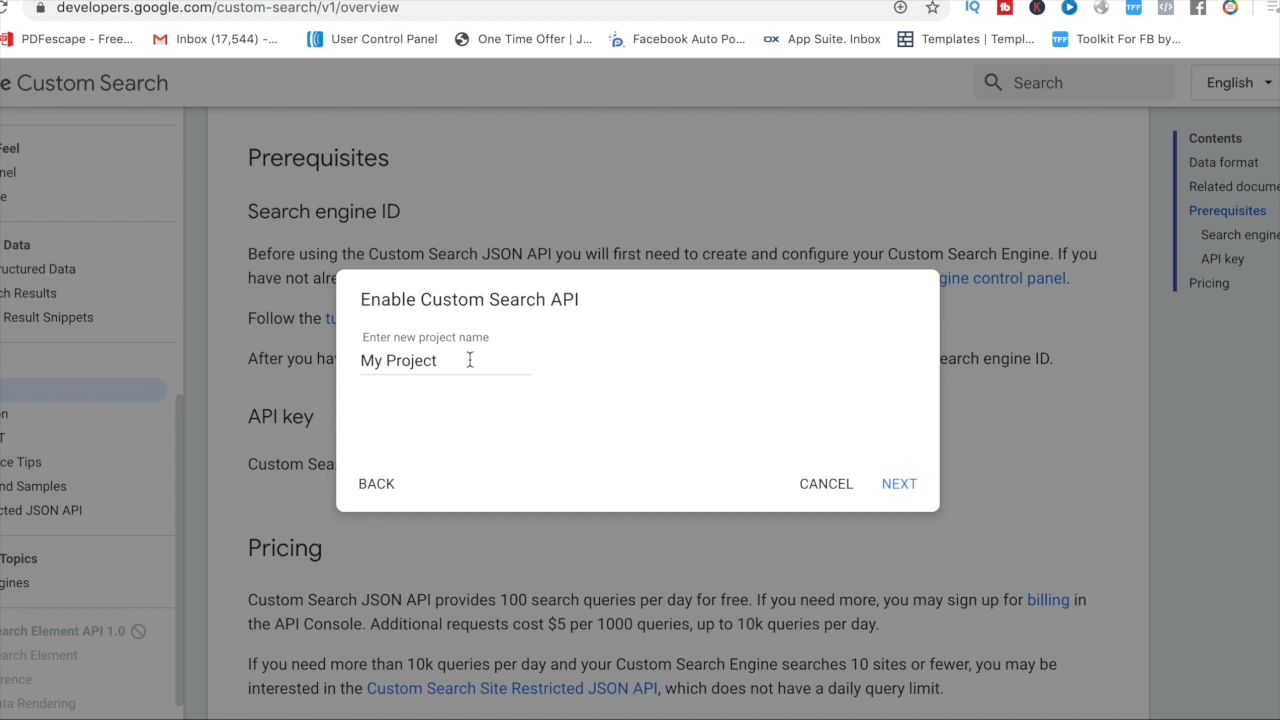 developers.google.com/custom-search/v1/overview
PDFescape - Free... Inbox (17,544) -... User Control Panel One Time Offer | J... Facebook Auto Po... App Suite. Inbox Templates | Templ... Toolkit For FB by...
e Custom Search
Search
English
Feel
nel
e
Data
uctured Data
ch Results
Result Snippets
n
T
ce Tips
nd Samples
cted JSON API
Topics
gines
earch Element API 1.0
earch Element
rence
ata Rendering
Prerequisites
Search engine ID
Before using the Custom Search JSON API you will first need to create and configure your Custom Search Engine. If you
have not alre
gine control panel.
Follow the tu
After you ha
earch engine ID.
API key
Custom Sea
Enable Custom Search API
Enter new project name
My Project
BACK
CANCEL
NEXT
Pricing
Custom Search JSON API provides 100 search queries per day for free. If you need more, you may sign up for billing in
the API Console. Additional requests cost $5 per 1000 queries, up to 10k queries per day.
If you need more than 10k queries per day and your Custom Search Engine searches 10 sites or fewer, you may be
interested in the Custom Search Site Restricted JSON API, which does not have a daily query limit.
Contents
Data format
Related docume
Prerequisites
Search engine
API key
Pricing